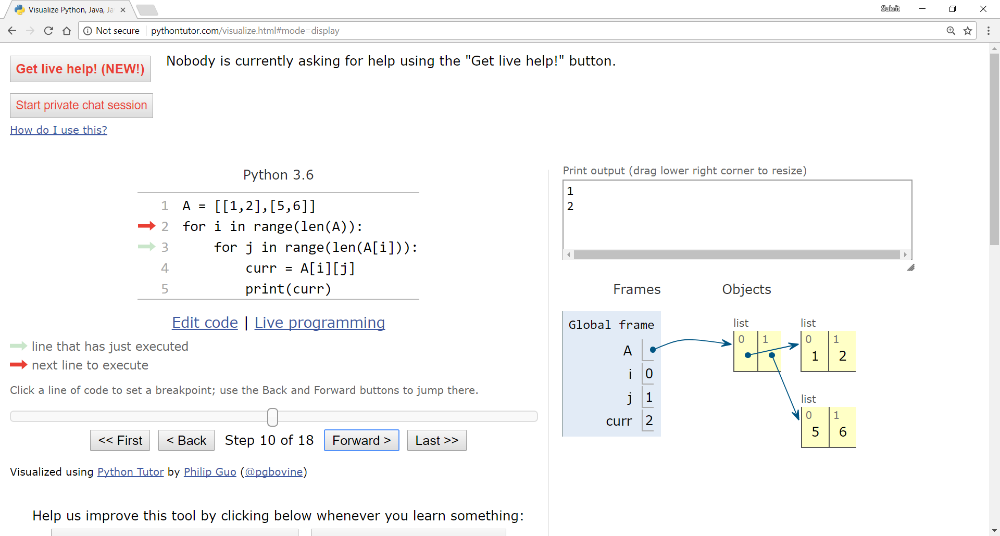 Visualize Python, Java, Ja
Sukrit
Not secure
pythontutor.com/visualize.html#mode=display
Get live help! (NEW!)
Nobody is currently asking for help using the "Get live help!" button.
Start private chat session
How do I use this?
Python 3.6
1 A = [[1,2],[5,6]]
2 for i in range(len(A)):
3     for j in range(len(A[i])):
4         curr = A[i][j]
5         print(curr)
Edit code | Live programming
line that has just executed
next line to execute
Click a line of code to set a breakpoint; use the Back and Forward buttons to jump there.
<< First
< Back
Step 10 of 18
Forward >
Last >>
Visualized using Python Tutor by Philip Guo (@pgbovine)
Help us improve this tool by clicking below whenever you learn something:
Print output (drag lower right corner to resize)
1
2
Frames
Objects
Global frame
A
i 0
j 1
curr 2
list
0 1
list
0 1
1 2
list
0 1
5 6